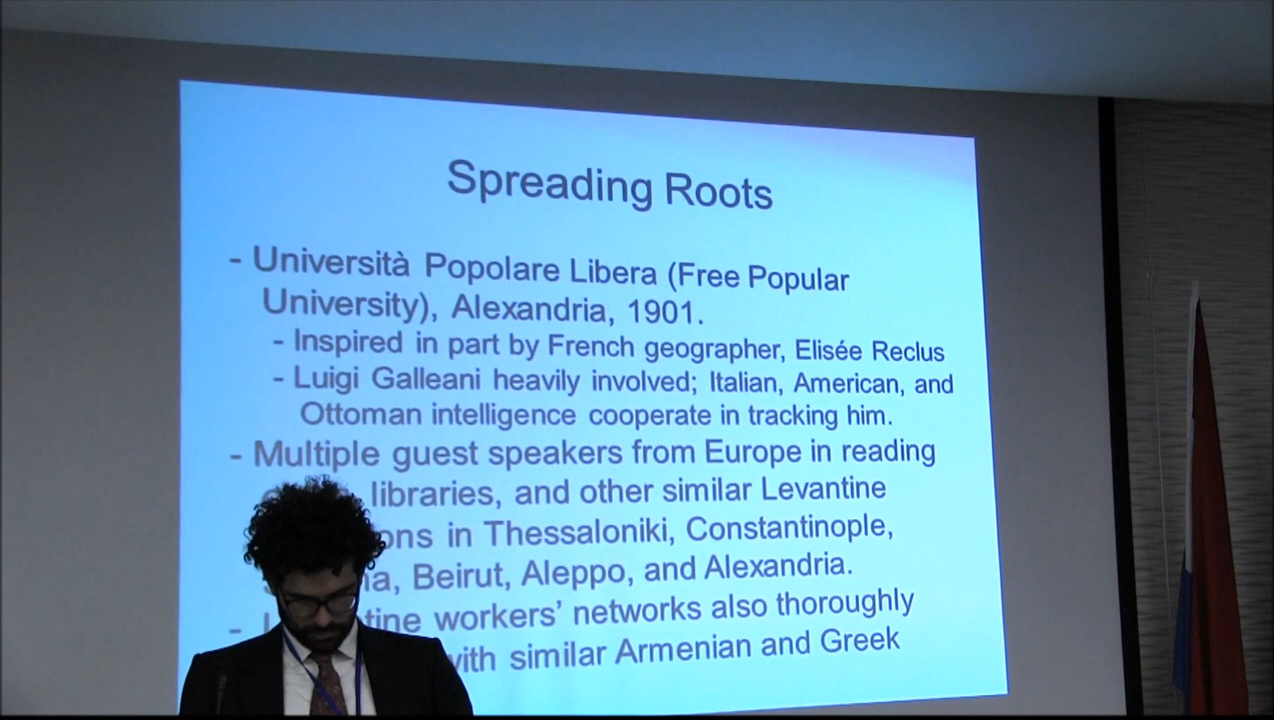 Spreading Roots
- Università Popolare Libera (Free Popular
University), Alexandria, 1901.
- Inspired in part by French geographer, Elisée Reclus
- Luigi Galleani heavily involved; Italian, American, and
Ottoman intelligence cooperate in tracking him.
- Multiple guest speakers from Europe in reading
libraries, and other similar Levantine
in Thessaloniki, Constantinople,
Beirut, Aleppo, and Alexandria.
- workers' networks also thoroughly
with similar Armenian and Greek